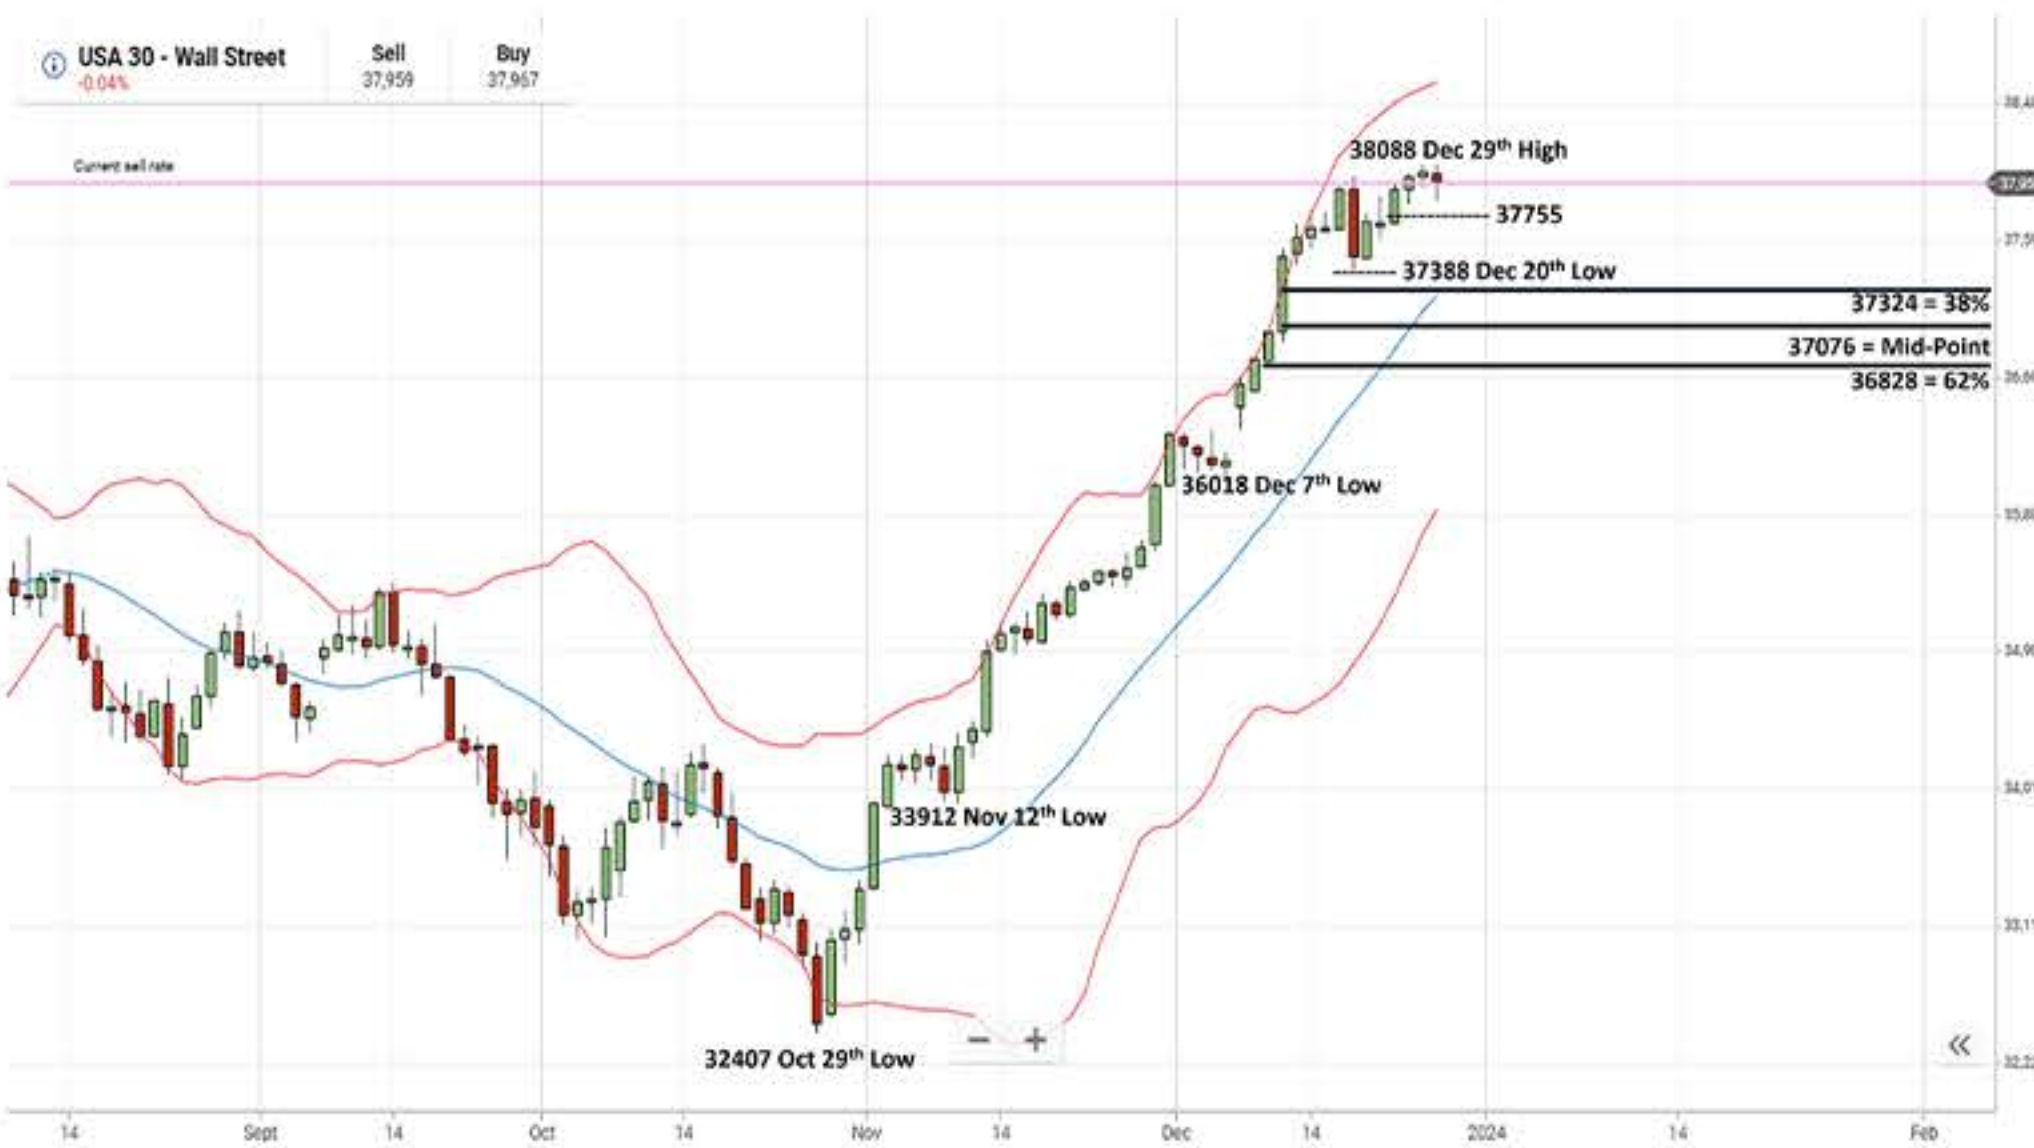 USA 30 - Wall Street
-0.04%
Sell
37,959
Buy
37,967
Current sell rate
38088 Dec 29th High
37755
37388 Dec 20th Low
37324 = 38%
37076 = Mid-Point
36828 = 62%
36018 Dec 7th Low
33912 Nov 12th Low
32407 Oct 29th Low
14
Sept
14
Oct
14
Nov
14
Dec
14
2024
14
Feb